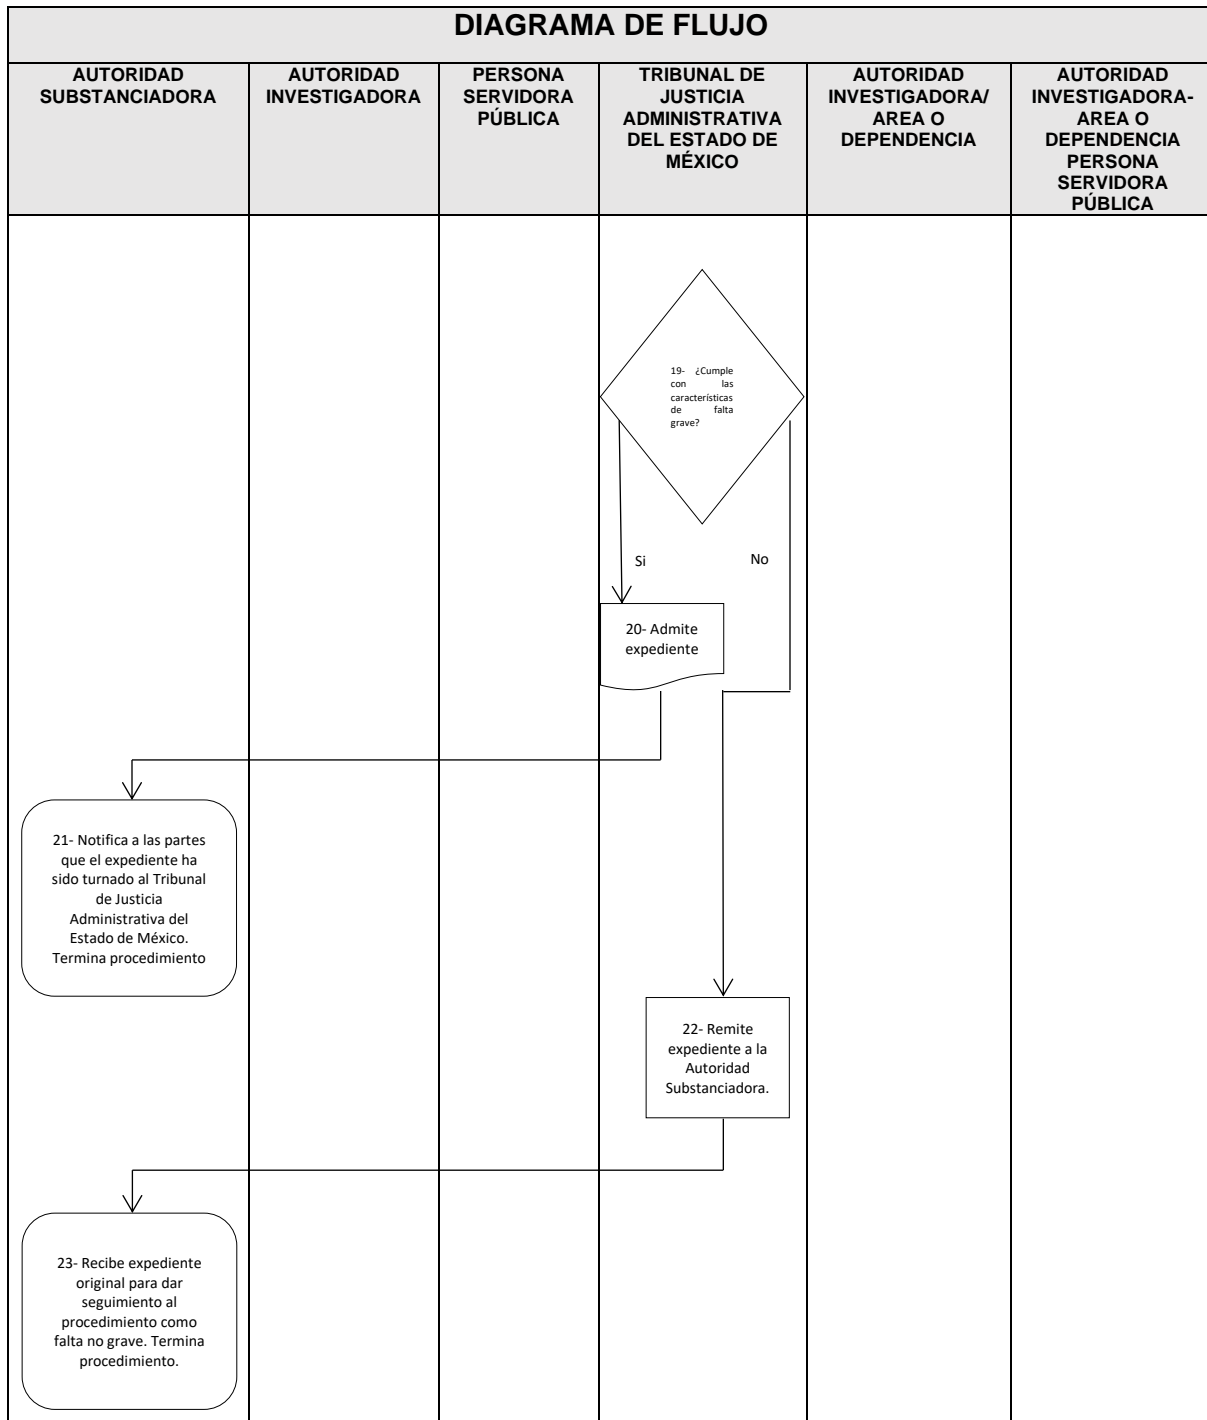 DIAGRAMA DE FLUJO
AUTORIDAD
SUBSTANCIADORA
AUTORIDAD
INVESTIGADORA
PERSONA
SERVIDORA
PÚBLICA
TRIBUNAL DE
JUSTICIA
ADMINISTRATIVA
DEL ESTADO DE
MÉXICO
AUTORIDAD
INVESTIGADORA/
AREA O
DEPENDENCIA
AUTORIDAD
INVESTIGADORA-
AREA O
DEPENDENCIA
PERSONA
SERVIDORA
PÚBLICA
19- ¿Cumple
con las
características
de falta
grave?
Si
No
20- Admite
expediente
21- Notifica a las partes
que el expediente ha
sido turnado al Tribunal
de Justicia
Administrativa del
Estado de México.
Termina procedimiento
22- Remite
expediente a la
Autoridad
Substanciadora.
23- Recibe expediente
original para dar
seguimiento al
procedimiento como
falta no grave. Termina
procedimiento.